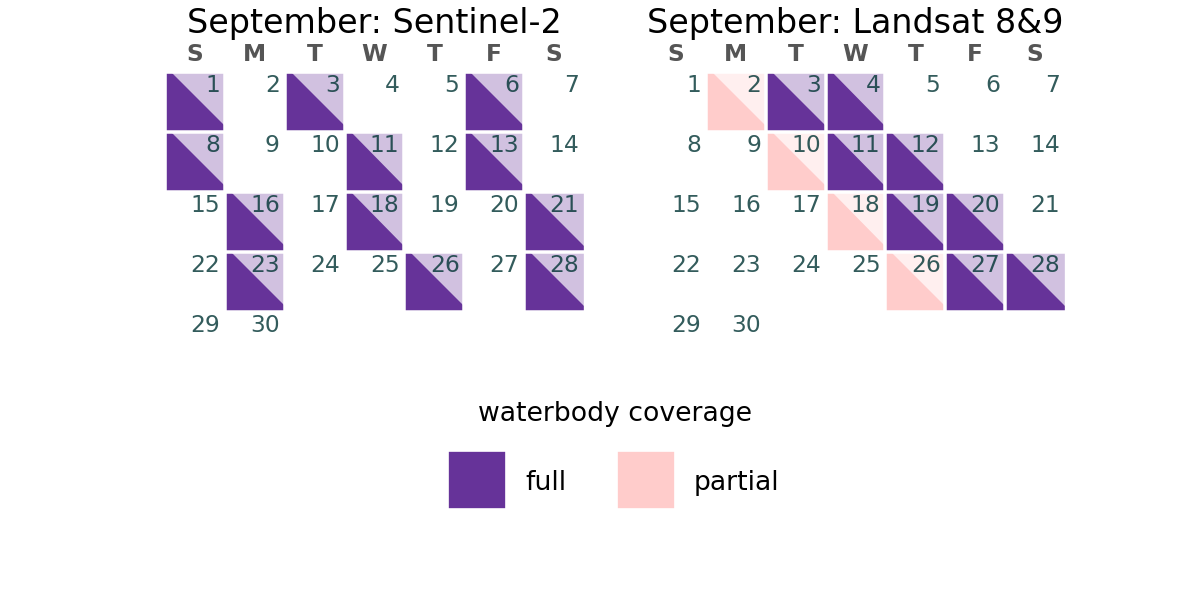 September: Sentinel-2
S M T W T F S
1 2 3 4 5 6 7
8 9 10 11 12 13 14
15 16 17 18 19 20 21
22 23 24 25 26 27 28
29 30
September: Landsat 8&9
S M T W T F S
1 2 3 4 5 6 7
8 9 10 11 12 13 14
15 16 17 18 19 20 21
22 23 24 25 26 27 28
29 30
waterbody coverage
full partial